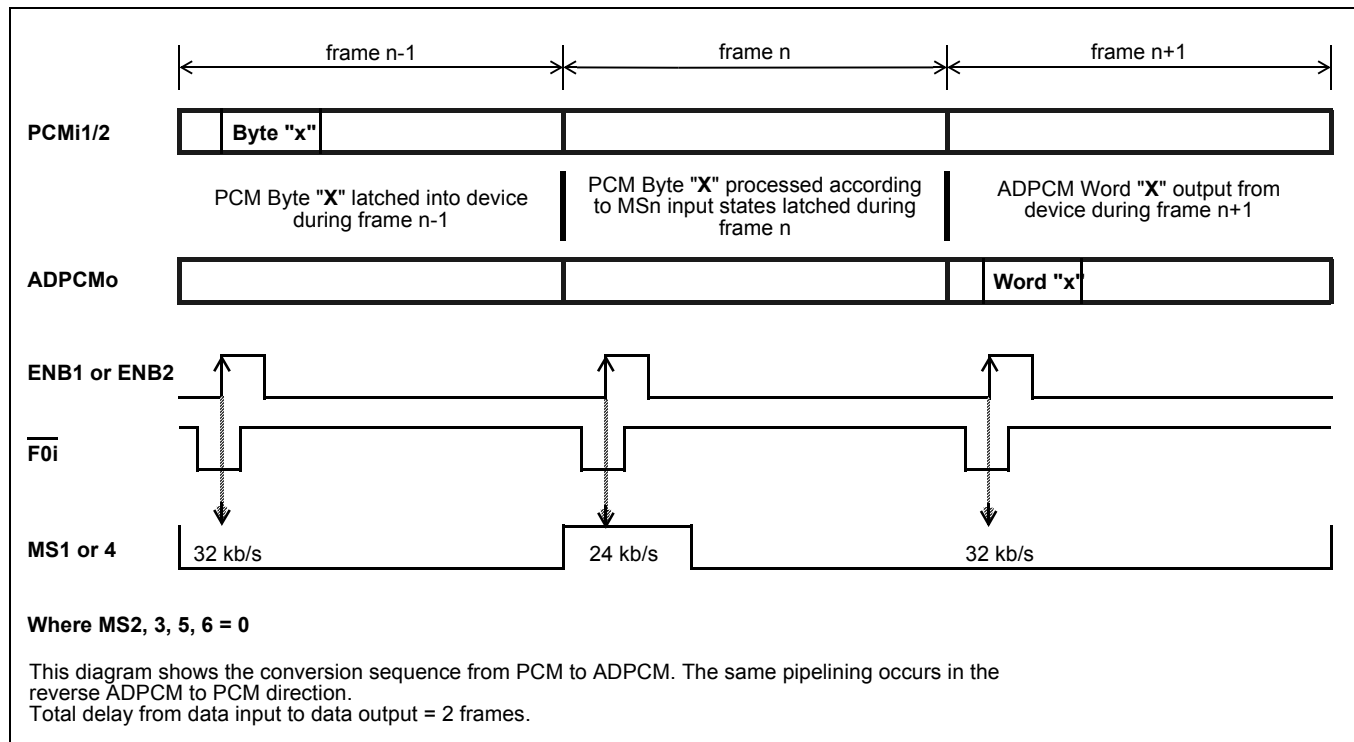 frame n-1
frame n
frame n+1
PCMi1/2
Byte "x"
PCM Byte "X" latched into device
during frame n-1
PCM Byte "X" processed according
to MSn input states latched during
frame n
ADPCM Word "X" output from
device during frame n+1
ADPCMo
Word "x"
ENB1 or ENB2
F0i
MS1 or 4
32 kb/s
24 kb/s
32 kb/s
Where MS2, 3, 5, 6 = 0
This diagram shows the conversion sequence from PCM to ADPCM. The same pipelining occurs in the
reverse ADPCM to PCM direction.
Total delay from data input to data output = 2 frames.